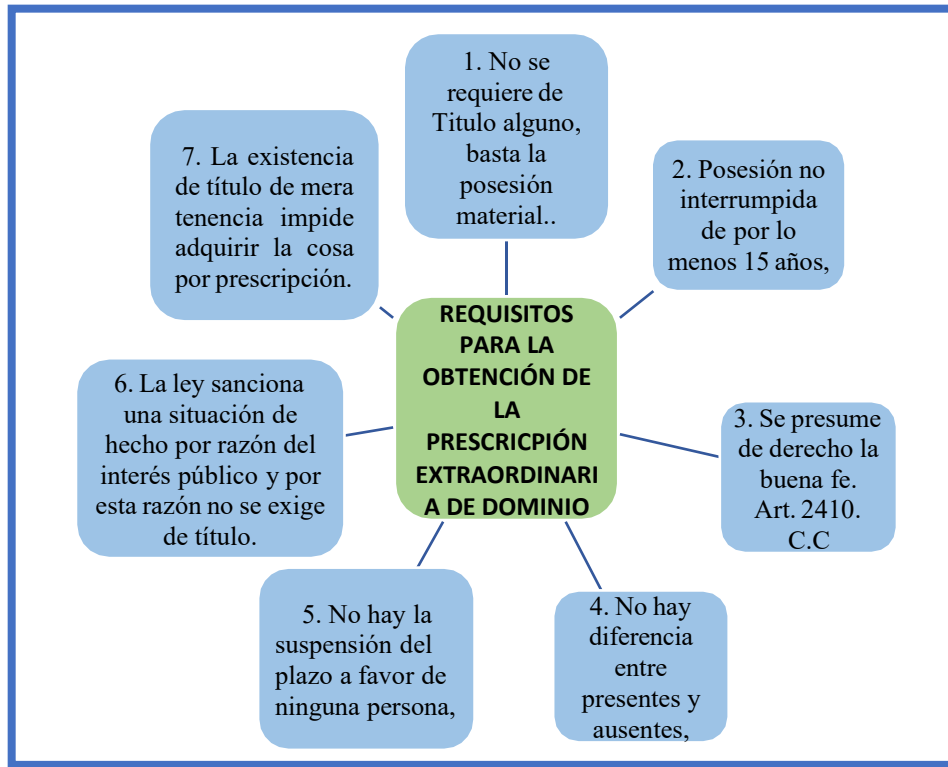 1. No se
requiere de
Titulo alguno,
basta la
posesión
material..
2. Posesión no
interrumpida
de por lo
menos 15 años,
3. Se presume
de derecho la
buena fe.
Art. 2410.
C.C
4. No hay
diferencia
entre
presentes y
ausentes,
5. No hay la
suspensión del
plazo a favor de
ninguna persona,
6. La ley sanciona
una situación de
hecho por razón del
interés público y por
esta razón no se exige
de título.
7. La existencia
de título de mera
tenencia impide
adquirir la cosa
por prescripción.
REQUISITOS
PARA LA
OBTENCIÓN DE
LA
PRESCRICPIÓN
EXTRAORDINARI
A DE DOMINIO